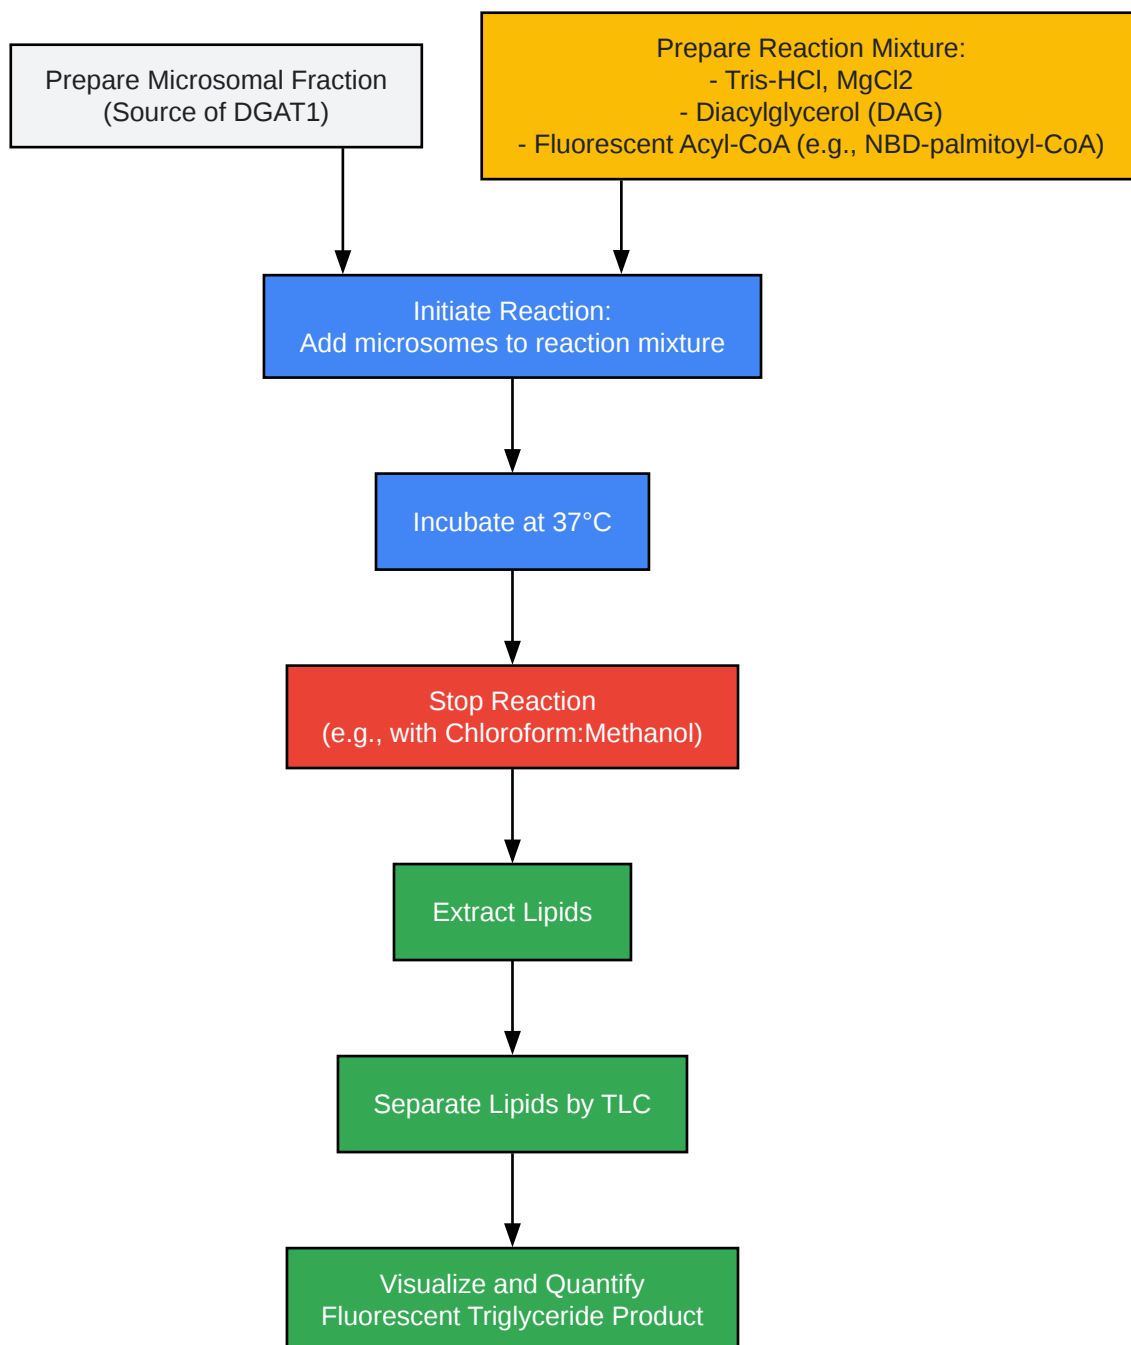 Prepare Microsomal Fraction
(Source of DGAT1)
Prepare Reaction Mixture:
- Tris-HCl, MgCl2
- Diacylglycerol (DAG)
- Fluorescent Acyl-CoA (e.g., NBD-palmitoyl-CoA)
Initiate Reaction:
Add microsomes to reaction mixture
Incubate at 37°C
Stop Reaction
(e.g., with Chloroform:Methanol)
Extract Lipids
Separate Lipids by TLC
Visualize and Quantify
Fluorescent Triglyceride Product